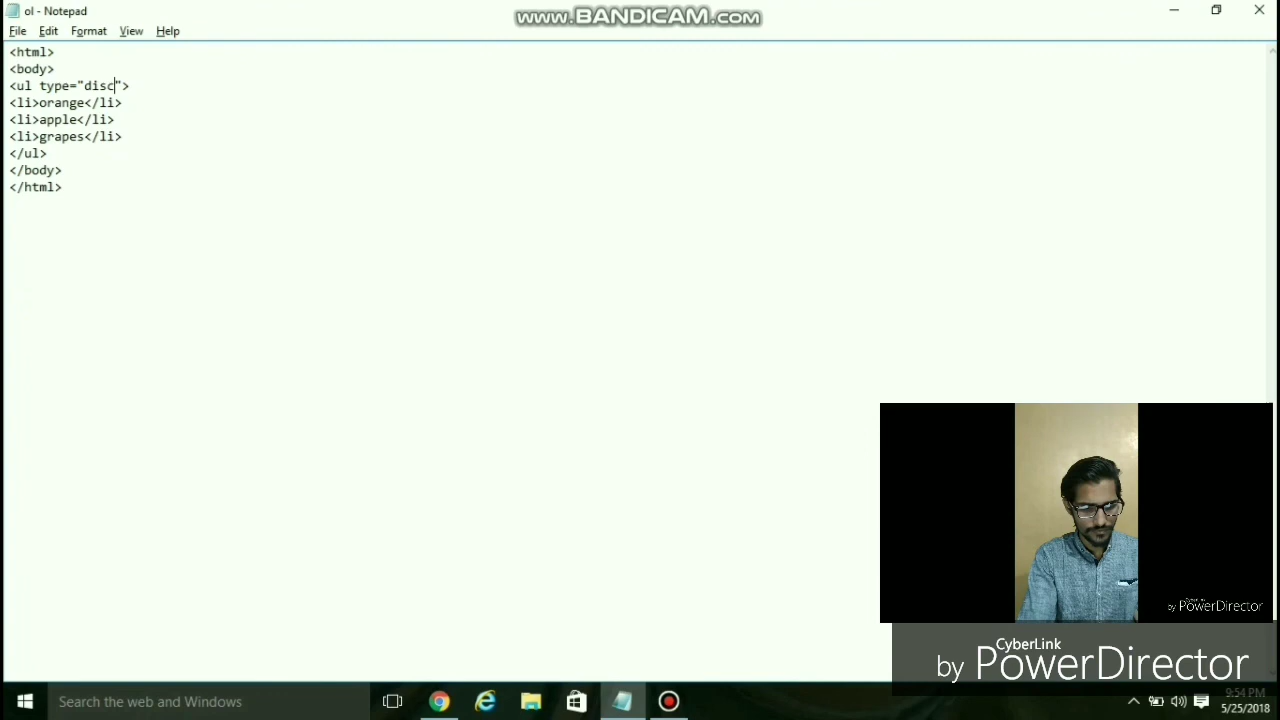 ol - Notepad
www.BANDICAM.com
File Edit Format View Help
<html>
<body>
<ul type="disc">
<li>orange</li>
<li>apple</li>
<li>grapes</li>
</ul>
</body>
</html>
by PowerDirector
CyberLink
by PowerDirector
Search the web and Windows
9:54 PM
5/25/2018